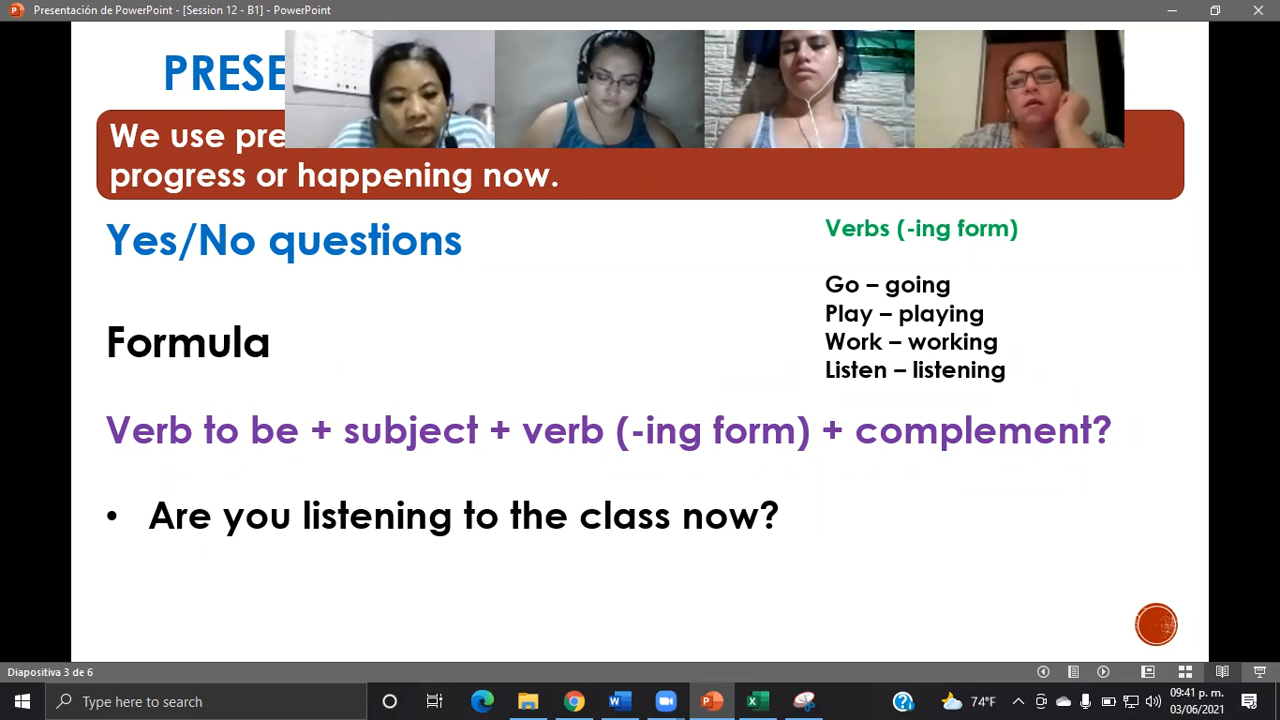 Presentación de PowerPoint - [Session 12 - B1] - PowerPoint
We use
progress or happening now.
Yes/No questions
Verbs (-ing form)
Go – going
Play – playing
Work – working
Listen – listening
Formula
Verb to be + subject + verb (-ing form) + complement?
• Are you listening to the class now?
Diapositiva 3 de 6
Type here to search
74°F
09:41 p. m.
03/06/2021